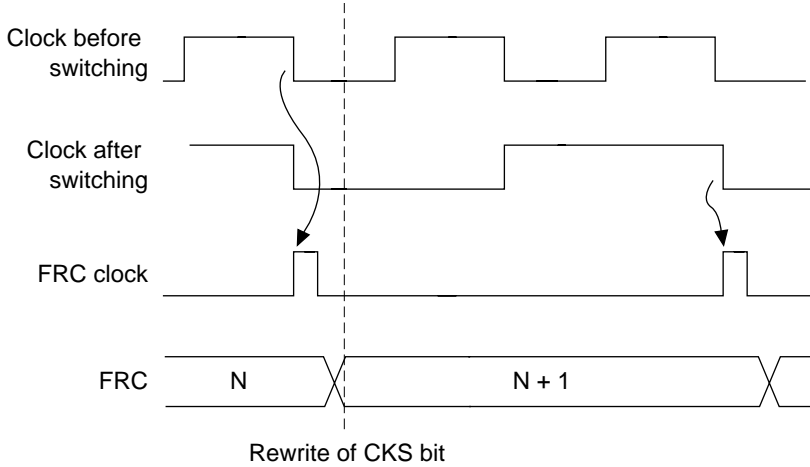 Clock before
switching
Clock after
switching
FRC clock
FRC
N
N + 1
Rewrite of CKS bit